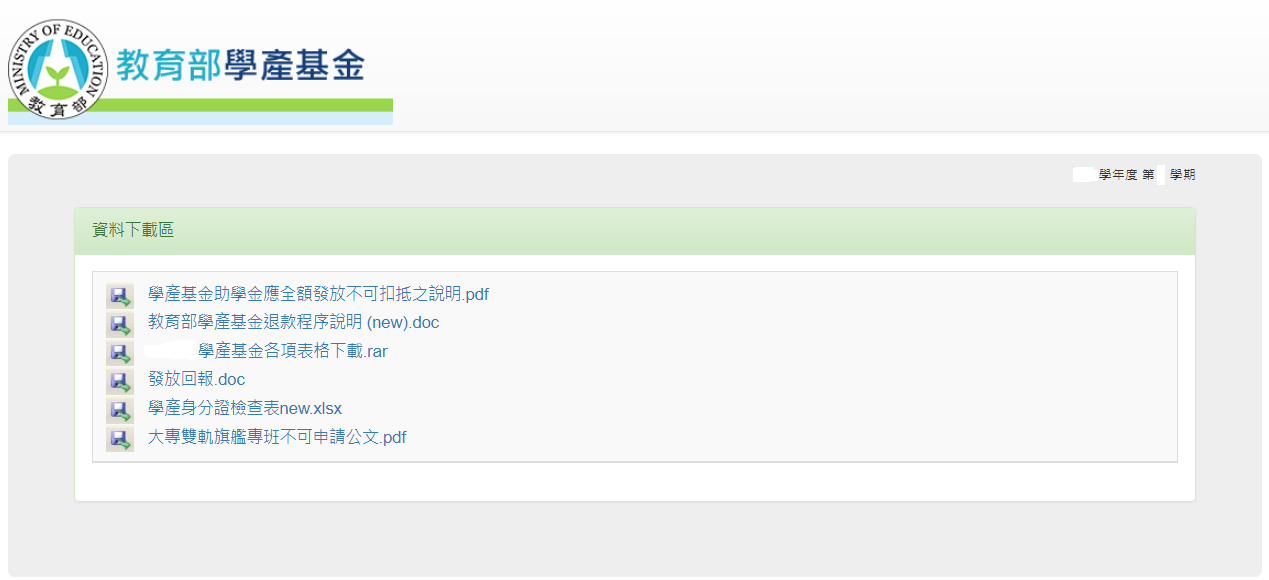 MINISTRY OF EDUCATION
教育部
教育部學產基金
學年度 第 學期
資料下載區
學產基金助學金應全額發放不可扣抵之說明.pdf
教育部學產基金退款程序說明 (new).doc
學產基金各項表格下載.rar
發放回報.doc
學產身分證檢查表new.xlsx
大專雙軌旗艦專班不可申請公文.pdf